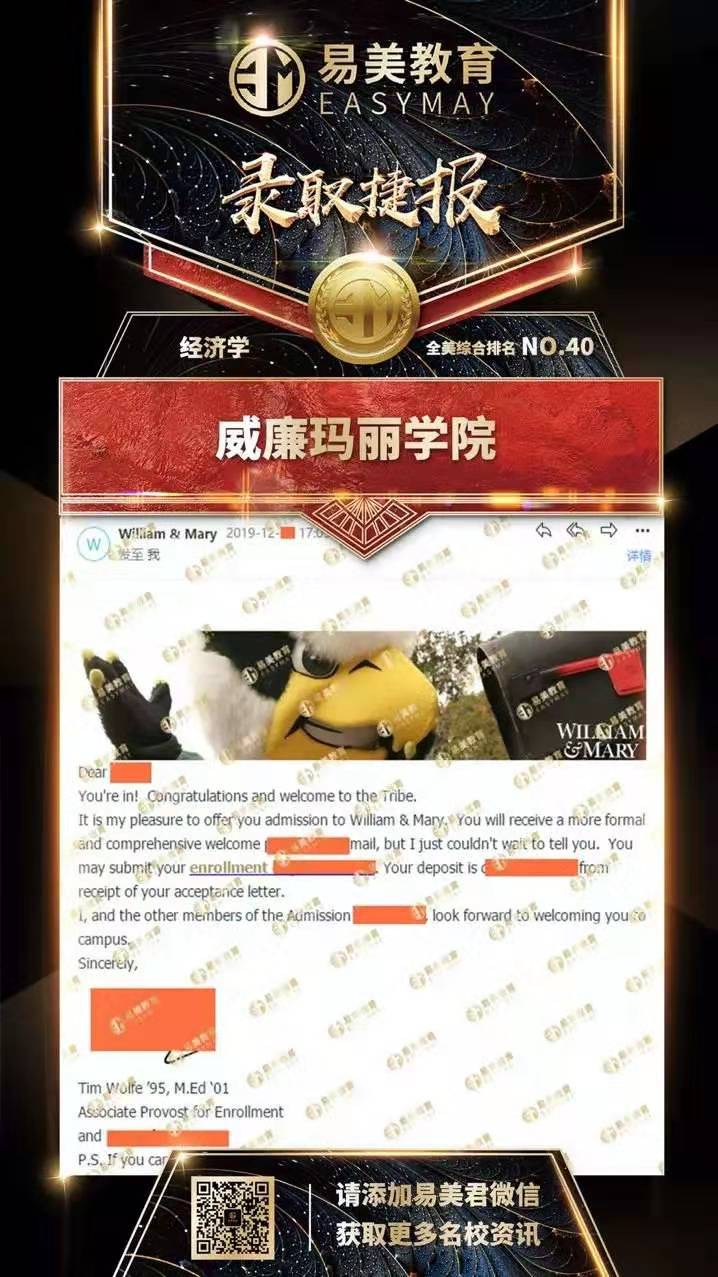 易美教育
EASYMAY
录取捷报
经济学
全美综合排名 NO.40
威廉玛丽学院
W
William & Mary 2019-12- 17:0
发至 我
详情
WILLIAM
&MARY
Dear
You're in! Congratulations and welcome to the Tribe.
It is my pleasure to offer you admission to William & Mary. You will receive a more formal
and comprehensive welcome mail, but I just couldn't wait to tell you. You
may submit your enrollment . Your deposit is from
receipt of your acceptance letter.
I, and the other members of the Admission , look forward to welcoming you to
campus.
Sincerely,
Tim Wolfe '95, M.Ed '01
Associate Provost for Enrollment
and
P.S. If you can
请添加易美君微信
获取更多名校资讯